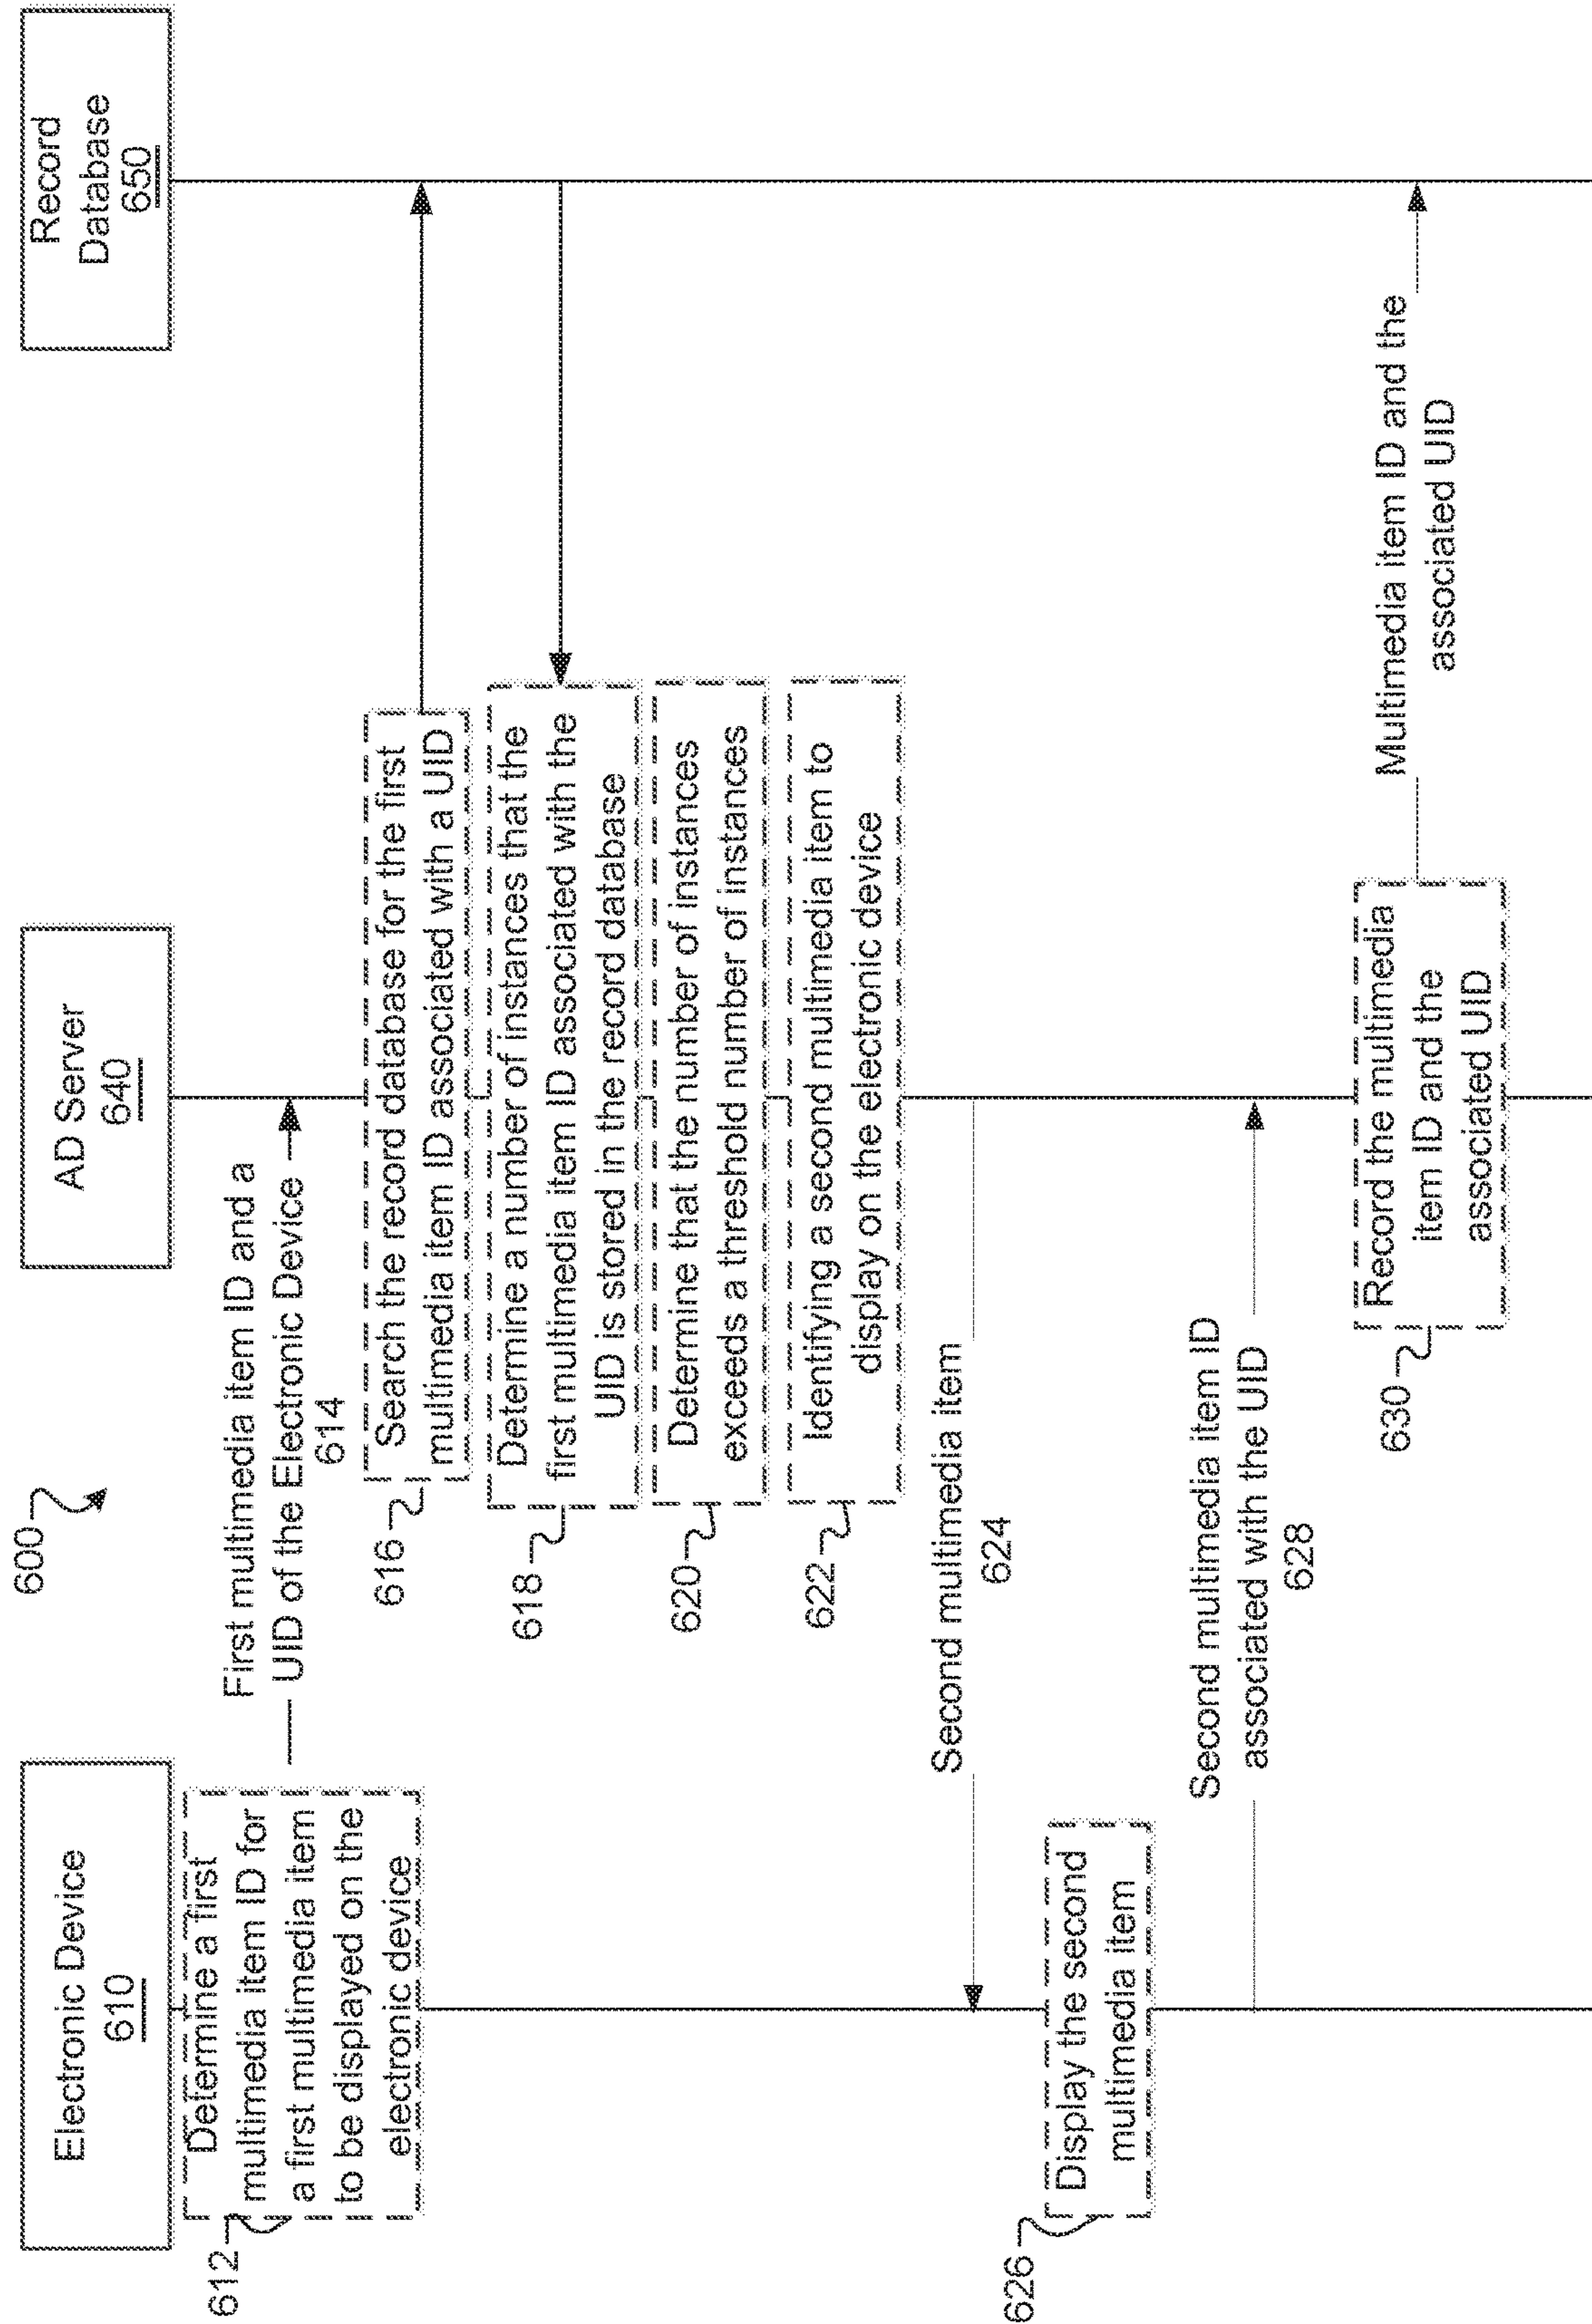 600
Electronic Device
610
AD Server
640
Record
Database
650
612
Determine a first
multimedia item ID for
a first multimedia item
to be displayed on the
electronic device
First multimedia item ID and a
UID of the Electronic Device
614
616
Search the record database for the first
multimedia item ID associated with a UID
618
Determine a number of instances that the
first multimedia item ID associated with the
UID is stored in the record database
620
Determine that the number of instances
exceeds a threshold number of instances
622
Identifying a second multimedia item to
display on the electronic device
Second multimedia item
624
626
Display the second
multimedia item
Second multimedia item ID
associated with the UID
628
630
Record the multimedia
item ID and the
associated UID
Multimedia item ID and the
associated UID